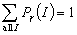 ∑_{all I} P_r(I) = 1